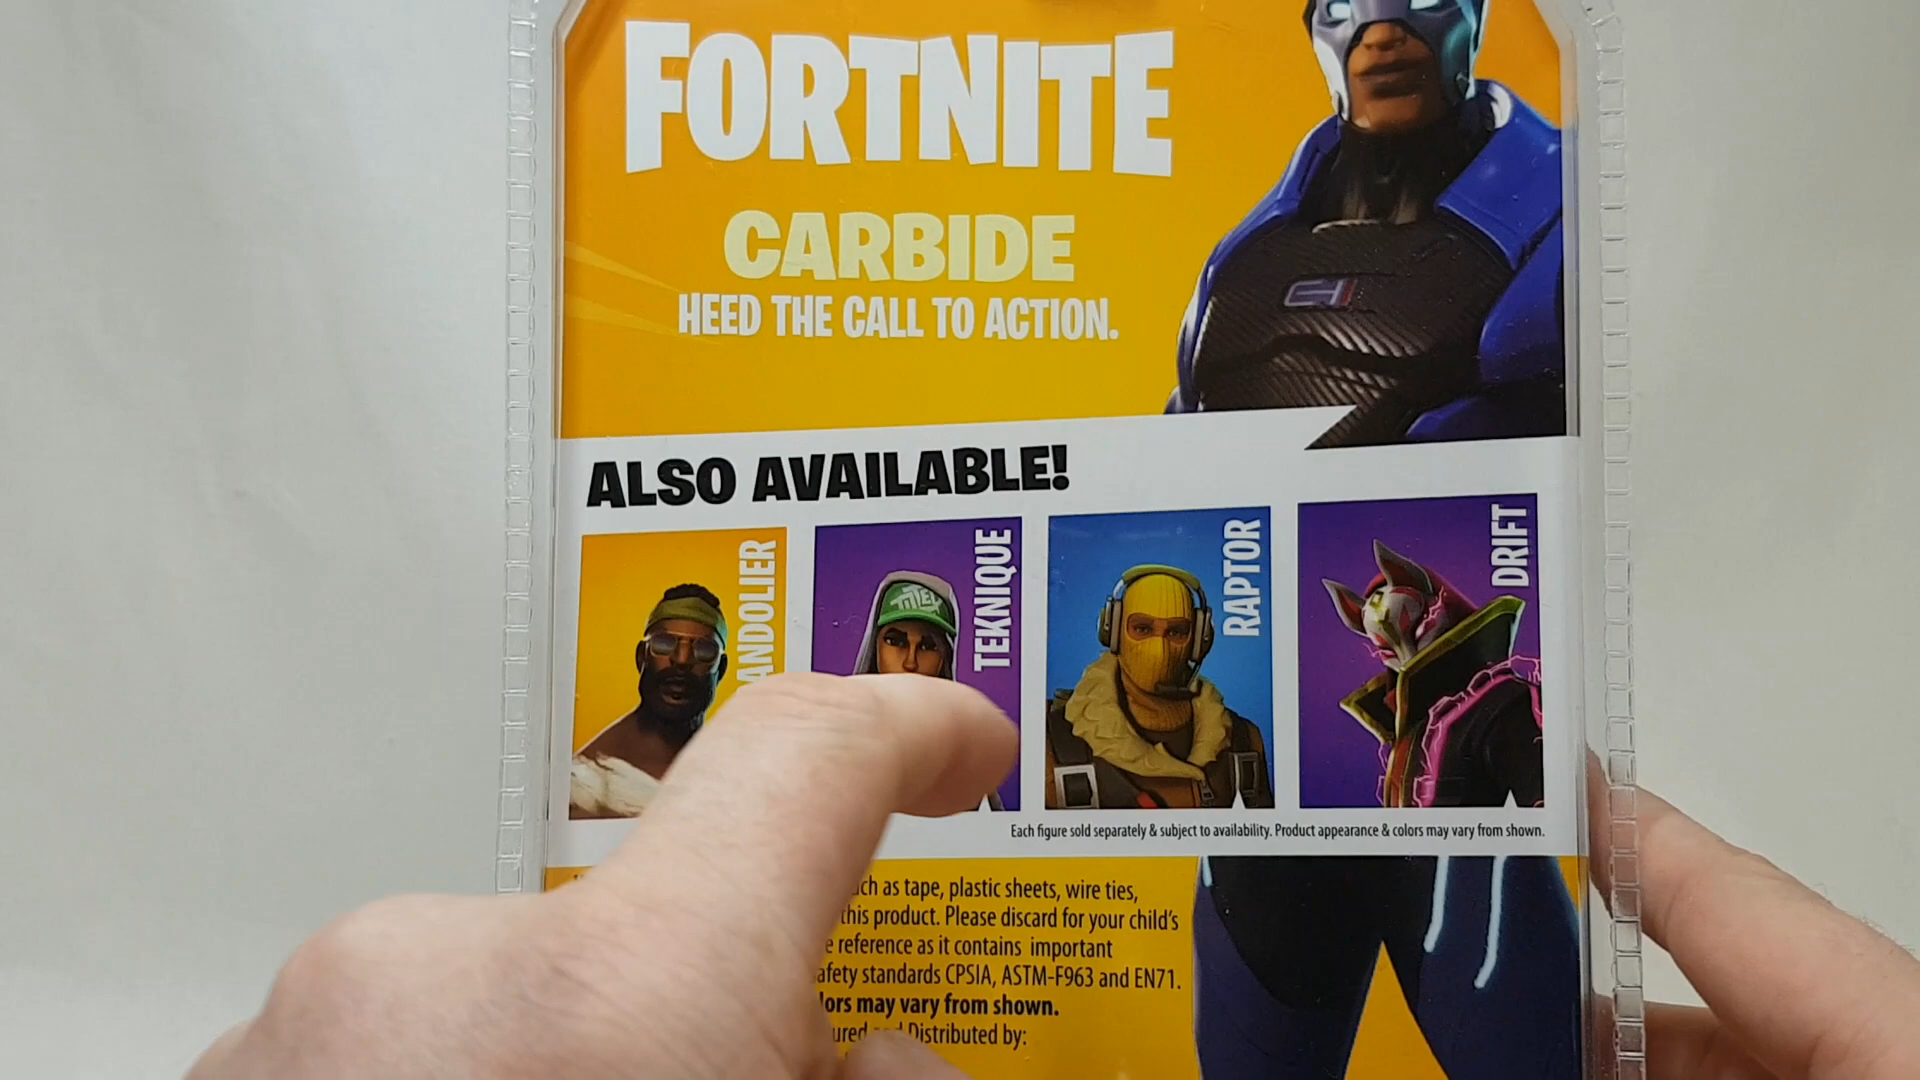 FORTNITE
CARBIDE
HEED THE CALL TO ACTION.
ALSO AVAILABLE!
ANDOLIER
TEKNIQUE
RAPTOR
DRIFT
Each figure sold separately & subject to availability. Product appearance & colors may vary from shown.
as tape, plastic sheets, wire ties,
this product. Please discard for your child's
reference as it contains important
afety standards CPSIA, ASTM-F963 and EN71.
lors may vary from shown.
Distributed by: